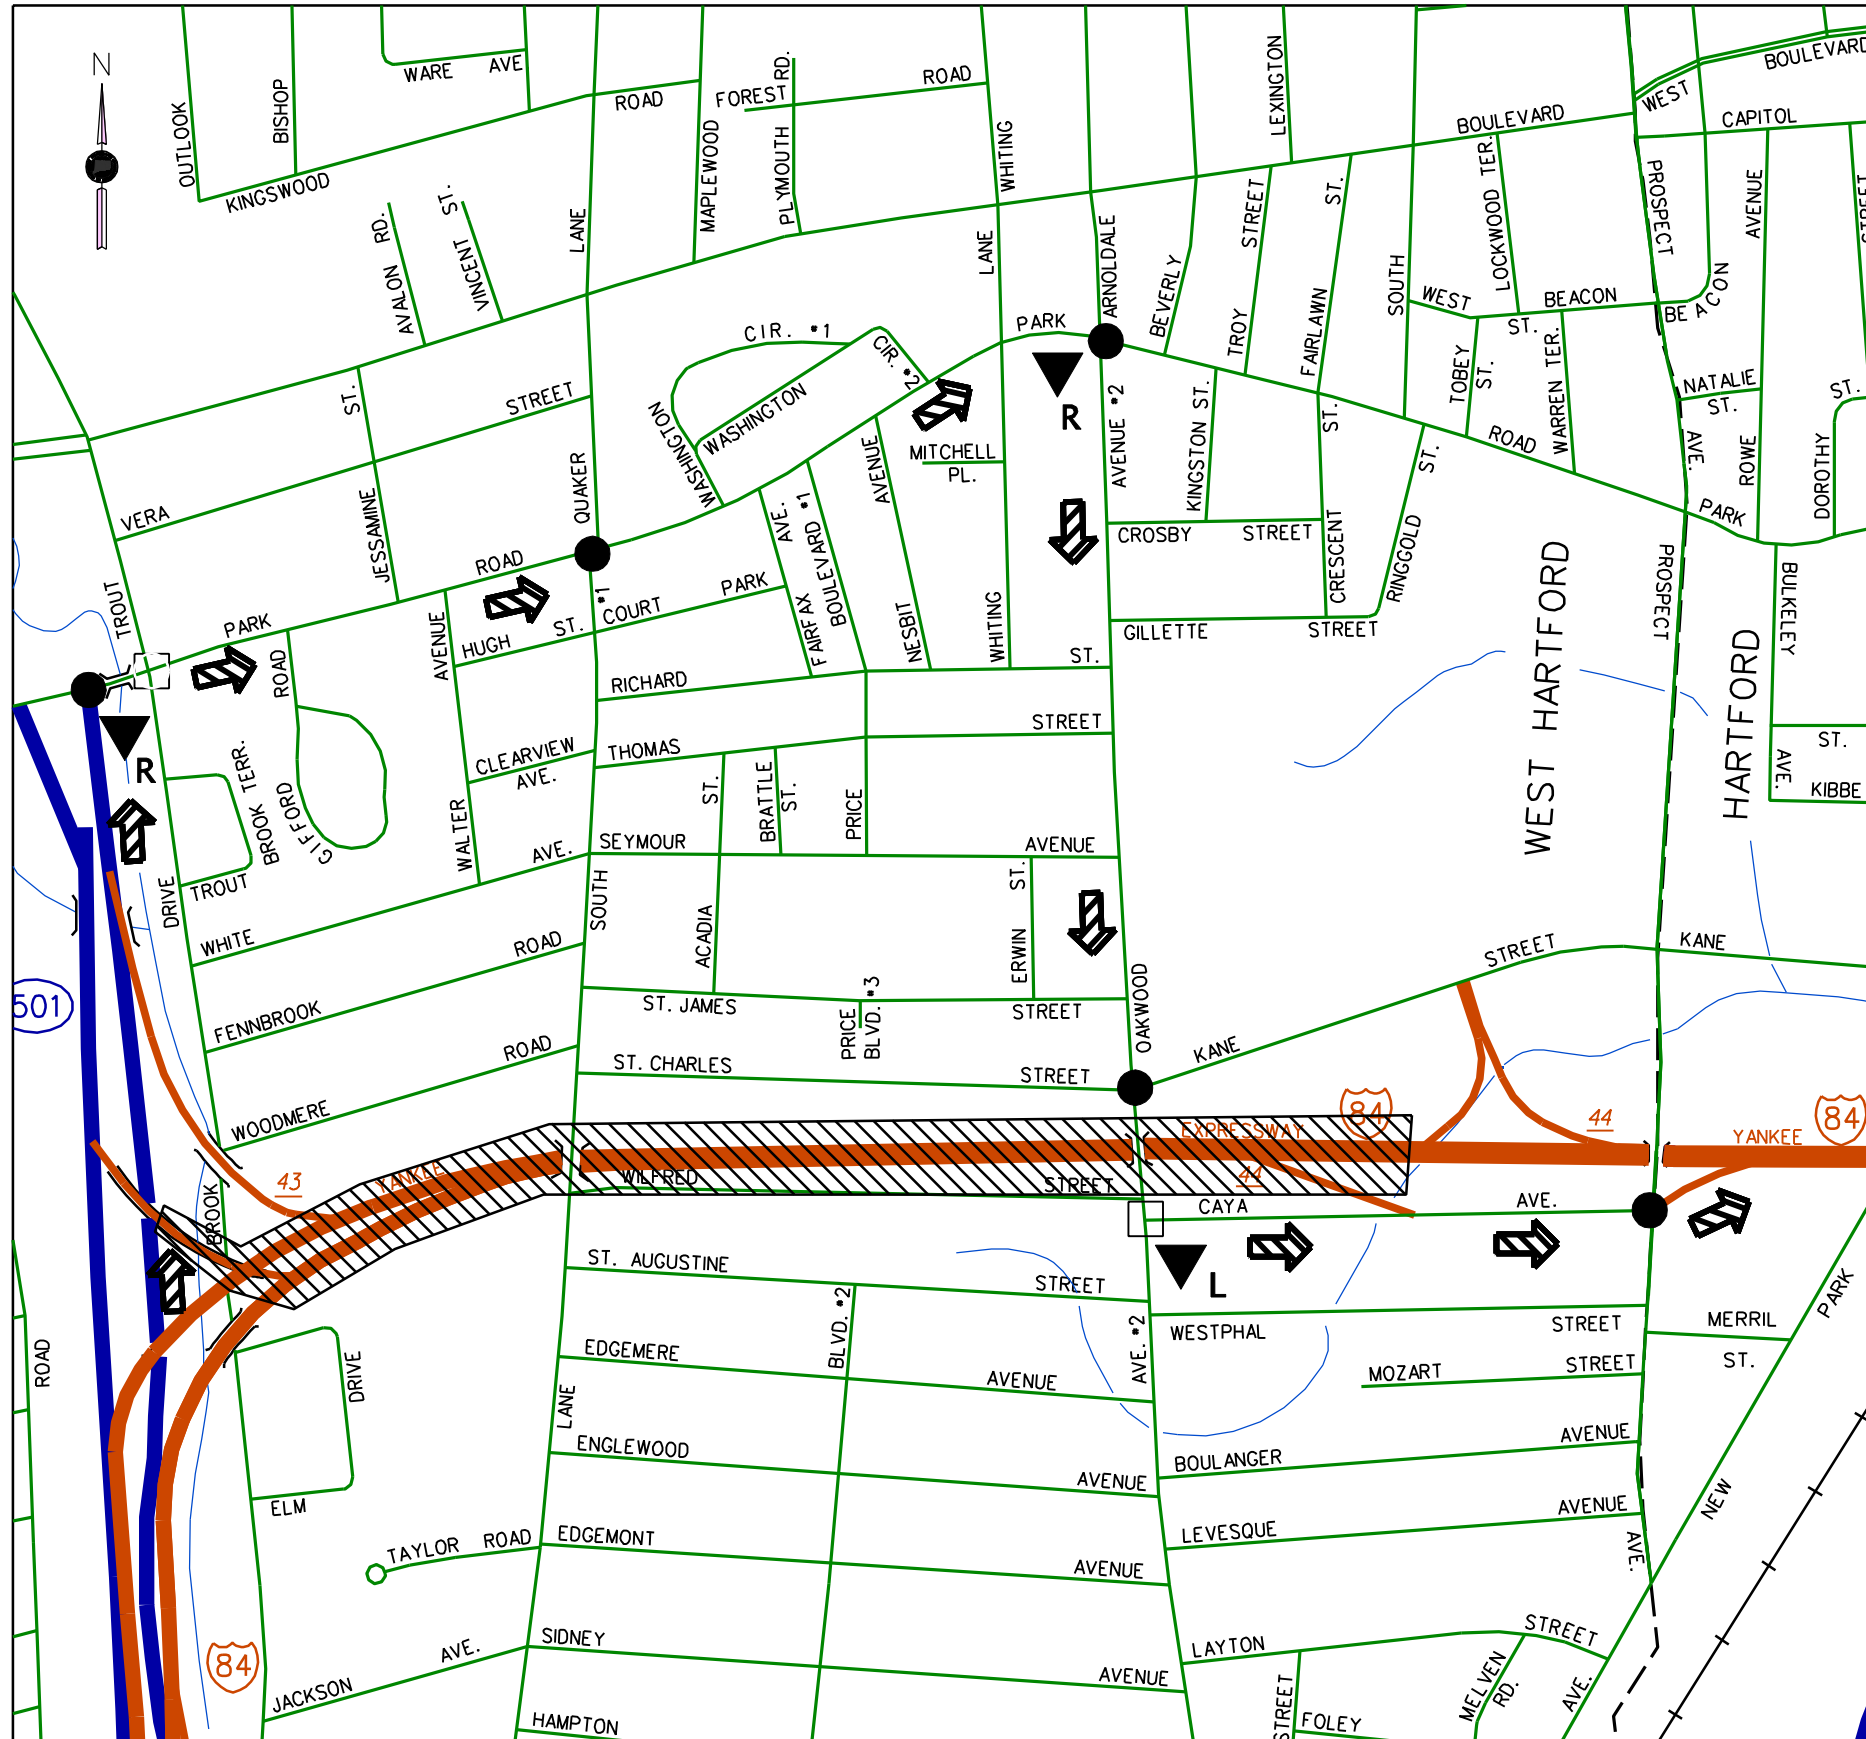 N
OUTLOOK
BISHOP
WARE AVE
KINGSWOOD
ROAD
FOREST RD.
PLYMOUTH
MAPLEWOOD
ROAD
WHITING
LANE
LEXINGTON
BOULEVARD
WEST
BOULEVARD
CAPITOL
AVENUE
PROSPECT
LOCKWOOD TER.
AVALON RD.
VINCENT ST.
LANE
ARNOLDALE
BEVERLY
TROY STREET
FAIRLAWN ST.
SOUTH
WEST BEACON
ST.
BEACON
TOBEY ST.
WARREN TER.
NATALIE
ST.
ST.
ROWE
DOROTHY
PARK
CIR. #1
CIR. #2
WASHINGTON
WASHINGTON
R
MITCHELL
PL.
AVENUE #2
KINGSTON ST.
ST.
CRESCENT
ST.
RINGGOLD
ROAD
AVE.
PARK
ST.
STREET
VERA
JESSAMINE
QUAKER
ROAD
#1
AVE.
FAIRFAX
BOULEVARD #1
AVENUE
NESBIT
WHITING
CROSBY STREET
GILLETTE STREET
PROSPECT
BULKELEY
AVE.
WEST HARTFORD
HARTFORD
TROUT
PARK
ROAD
AVENUE
HUGH ST.
COURT PARK
RICHARD ST.
STREET
THOMAS
CLEARVIEW
AVE.
WALTER
R
BROOK TERR.
GIFFORD
TROUT
DRIVE
ST.
BRATTLE
ST.
PRICE
ST.
KIBBE
SEYMOUR AVENUE
AVE.
WHITE
ROAD
FENNBROOK
SOUTH
ACADIA
ERWIN ST.
501
ST. JAMES STREET
PRICE
BLVD. #3
OAKWOOD
STREET
KANE
KANE
ROAD
WOODMERE
ST. CHARLES STREET
84
44
84
YANKEE
EXPRESSWAY
YANKEE
43
44
WILFRED STREET
BROOK
CAYA AVE.
L
ST. AUGUSTINE STREET
BLVD. #2
AVE. #2
WESTPHAL STREET
MERRIL
ST.
PARK
ROAD
DRIVE
EDGEMERE
AVENUE
MOZART STREET
LANE
ENGLEWOOD
AVENUE
BOULANGER AVENUE
ELM
NEW
AVENUE
LEVESQUE
AVE.
TAYLOR ROAD
EDGEMONT
AVENUE
SIDNEY
AVENUE
AVE.
JACKSON
84
LAYTON STREET
MELVEN
RD.
AVE.
STREET
FOLEY
HAMPTON